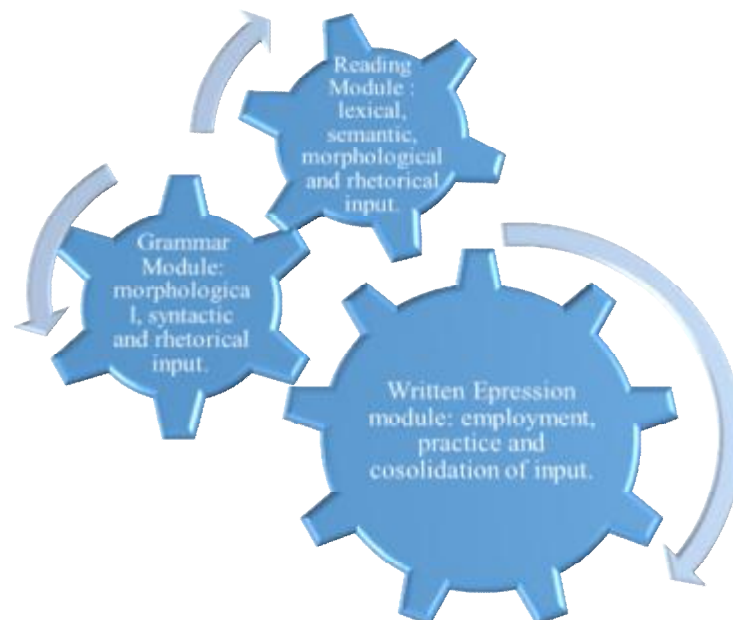 Reading
Module :
lexical,
semantic,
morphological
and rhetorical
input.
Grammar
Module:
morphologica
l, syntactic
and rhetorical
input.
Written Epression
module: employment,
practice and
cosolidation of input.